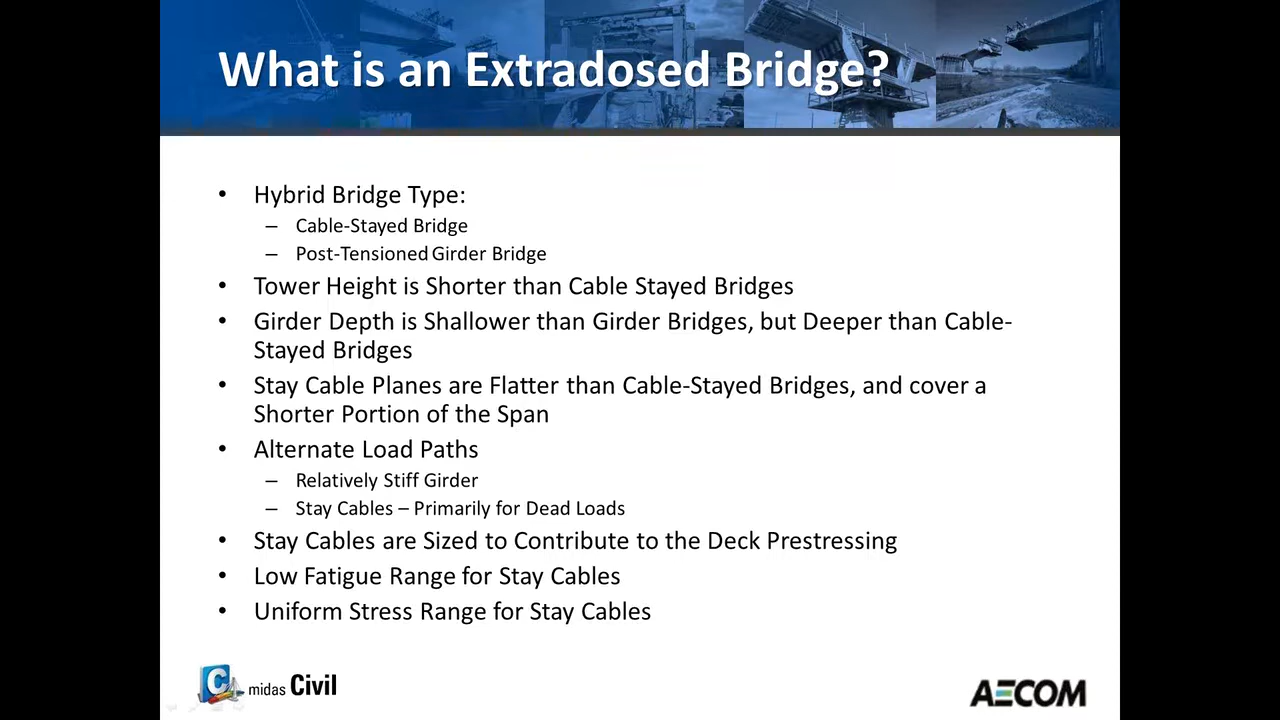 What is an Extradosed Bridge?
• Hybrid Bridge Type:
– Cable-Stayed Bridge
– Post-Tensioned Girder Bridge
• Tower Height is Shorter than Cable Stayed Bridges
• Girder Depth is Shallower than Girder Bridges, but Deeper than Cable-
Stayed Bridges
• Stay Cable Planes are Flatter than Cable-Stayed Bridges, and cover a
Shorter Portion of the Span
• Alternate Load Paths
– Relatively Stiff Girder
– Stay Cables – Primarily for Dead Loads
• Stay Cables are Sized to Contribute to the Deck Prestressing
• Low Fatigue Range for Stay Cables
• Uniform Stress Range for Stay Cables
C midas Civil
AECOM